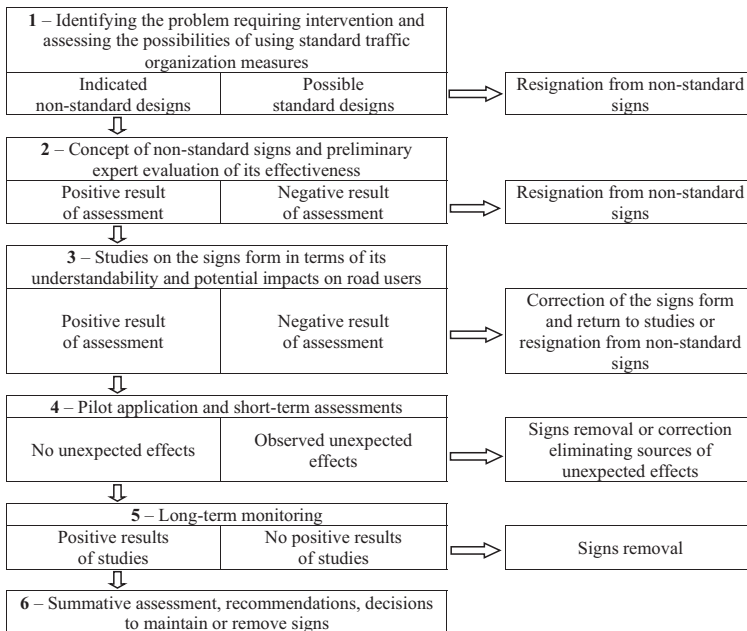 1 – Identifying the problem requiring intervention and
assessing the possibilities of using standard traffic
organization measures
Indicated
non-standard designs
Possible
standard designs
Resignation from non-standard
signs
2 – Concept of non-standard signs and preliminary
expert evaluation of its effectiveness
Positive result
of assessment
Negative result
of assessment
Resignation from non-standard
signs
3 – Studies on the signs form in terms of its
understandability and potential impacts on road users
Positive result
of assessment
Negative result
of assessment
Correction of the signs form
and return to studies or
resignation from non-standard
signs
4 – Pilot application and short-term assessments
No unexpected effects
Observed unexpected
effects
Signs removal or correction
eliminating sources of
unexpected effects
5 – Long-term monitoring
Positive results
of studies
No positive results
of studies
Signs removal
6 – Summative assessment, recommendations, decisions
to maintain or remove signs